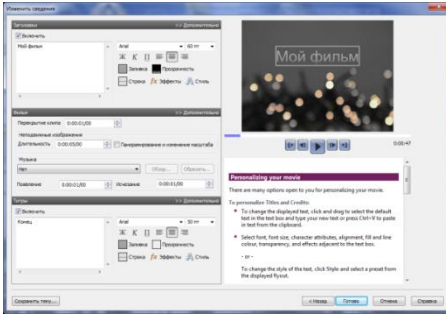 Изменить сведения
Заголовки
>> Дополнительно
Включить
Мой фильм
Arial
60 пт
Ж К П
Заливка
Прозрачность
Строка
fx Эффекты
Стиль
Фильм
>> Дополнительно
Перекрытие клипа
0:00:01/00
Неподвижные изображения
Длительность
0:00:05/00
Панорамирование и изменение масштаба
Музыка
Нет
Обзор...
Обрезать...
Появление:
0:00:01/00
Исчезание:
0:00:01/00
Титры
>> Дополнительно
Включить
Конец
Arial
50 пт
Ж К П
Заливка
Прозрачность
Строка
fx Эффекты
Стиль
Мой фильм
0:00:47
Personalizing your movie
There are many options open to you for personalizing your movie.
To personalize Titles and Credits:
To change the displayed text, click and drag to select the default
text in the text box and type your new text or press Ctrl+V to paste
in text from the clipboard.
Select font, font size, character attributes, alignment, fill and line
colour, transparency, and effects adjacent to the text box.
- or -
To change the style of the text, click Style and select a preset from
the displayed flyout.
Сохранить тему...
< Назад
Готово
Отмена
Справка